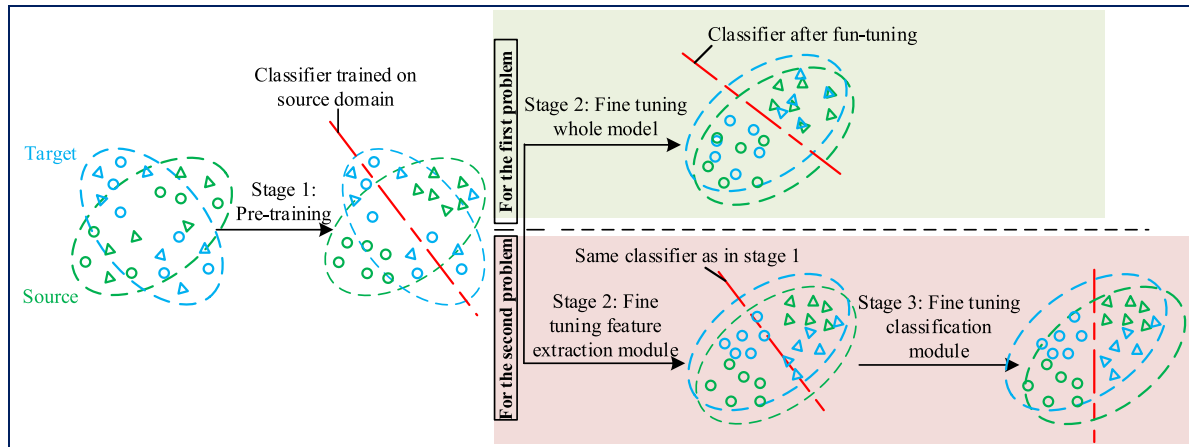 Target
Source
Stage 1:
Pre-training
Classifier trained on
source domain
For the first problem
Stage 2: Fine tuning
whole model
Classifier after fun-tuning
For the second problem
Stage 2: Fine
tuning feature
extraction module
Same classifier as in stage 1
Stage 3: Fine tuning
classification
module